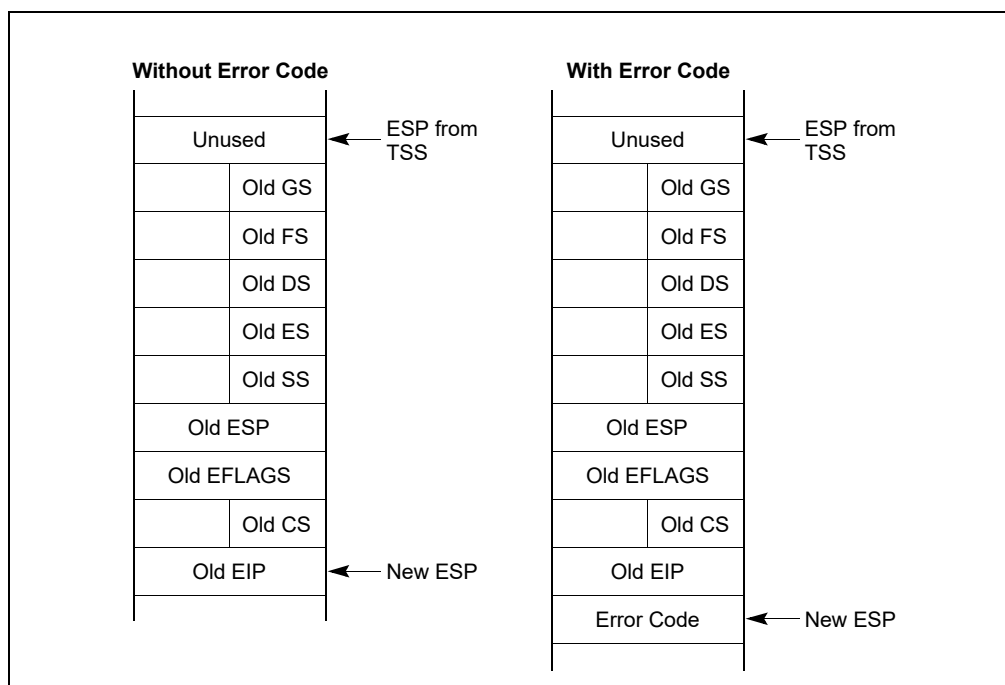 Without Error Code
Unused
ESP from
TSS
Old GS
Old FS
Old DS
Old ES
Old SS
Old ESP
Old EFLAGS
Old CS
Old EIP
New ESP
With Error Code
Unused
ESP from
TSS
Old GS
Old FS
Old DS
Old ES
Old SS
Old ESP
Old EFLAGS
Old CS
Old EIP
Error Code
New ESP